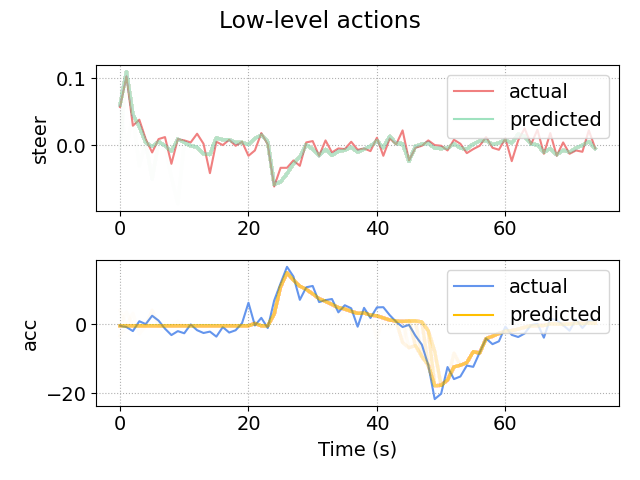 Low-level actions
steer
0.1
0.0
actual
predicted
0
20
40
60
acc
0
−20
actual
predicted
0
20
40
60
Time (s)